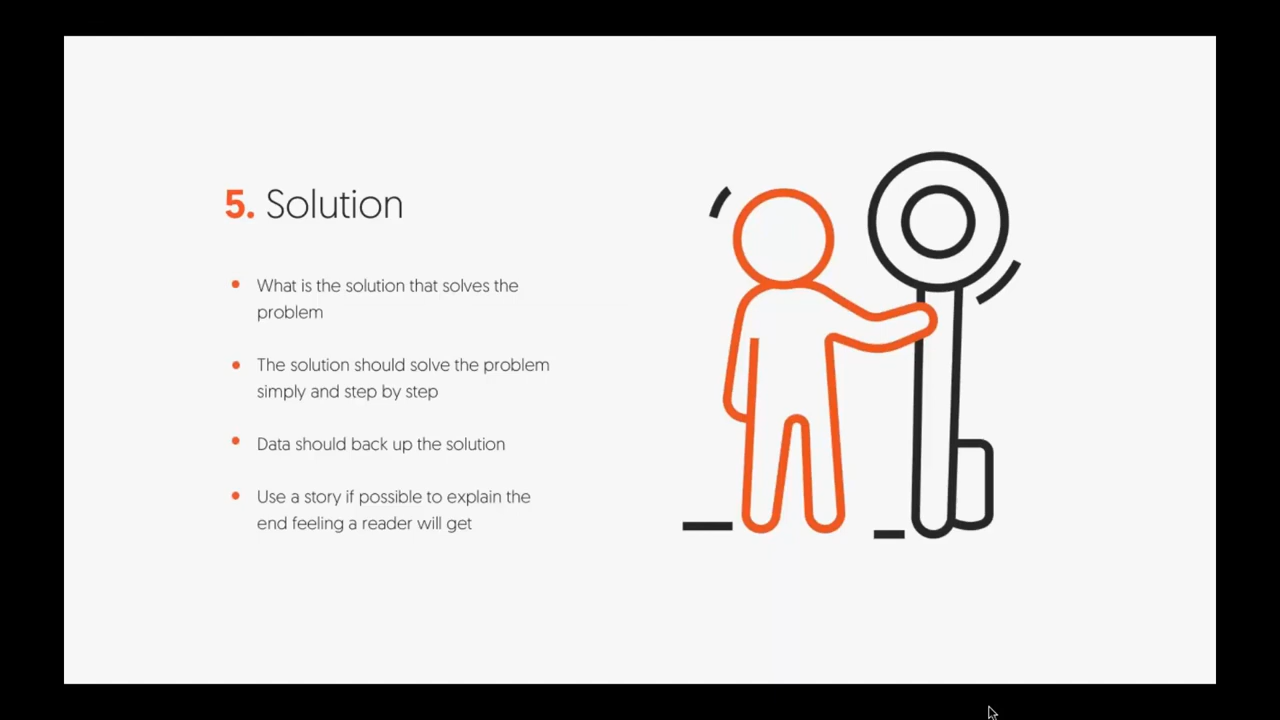 5. Solution
What is the solution that solves the
problem
The solution should solve the problem
simply and step by step
Data should back up the solution
Use a story if possible to explain the
end feeling a reader will get